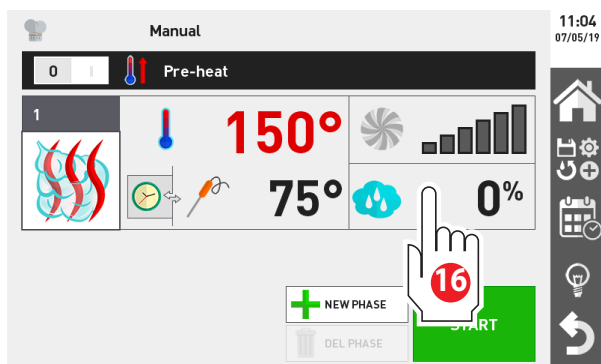 Manual
11:04
07/05/19
0 I Pre-heat
1
150°
75°
0%
16
NEW PHASE
DEL PHASE
START